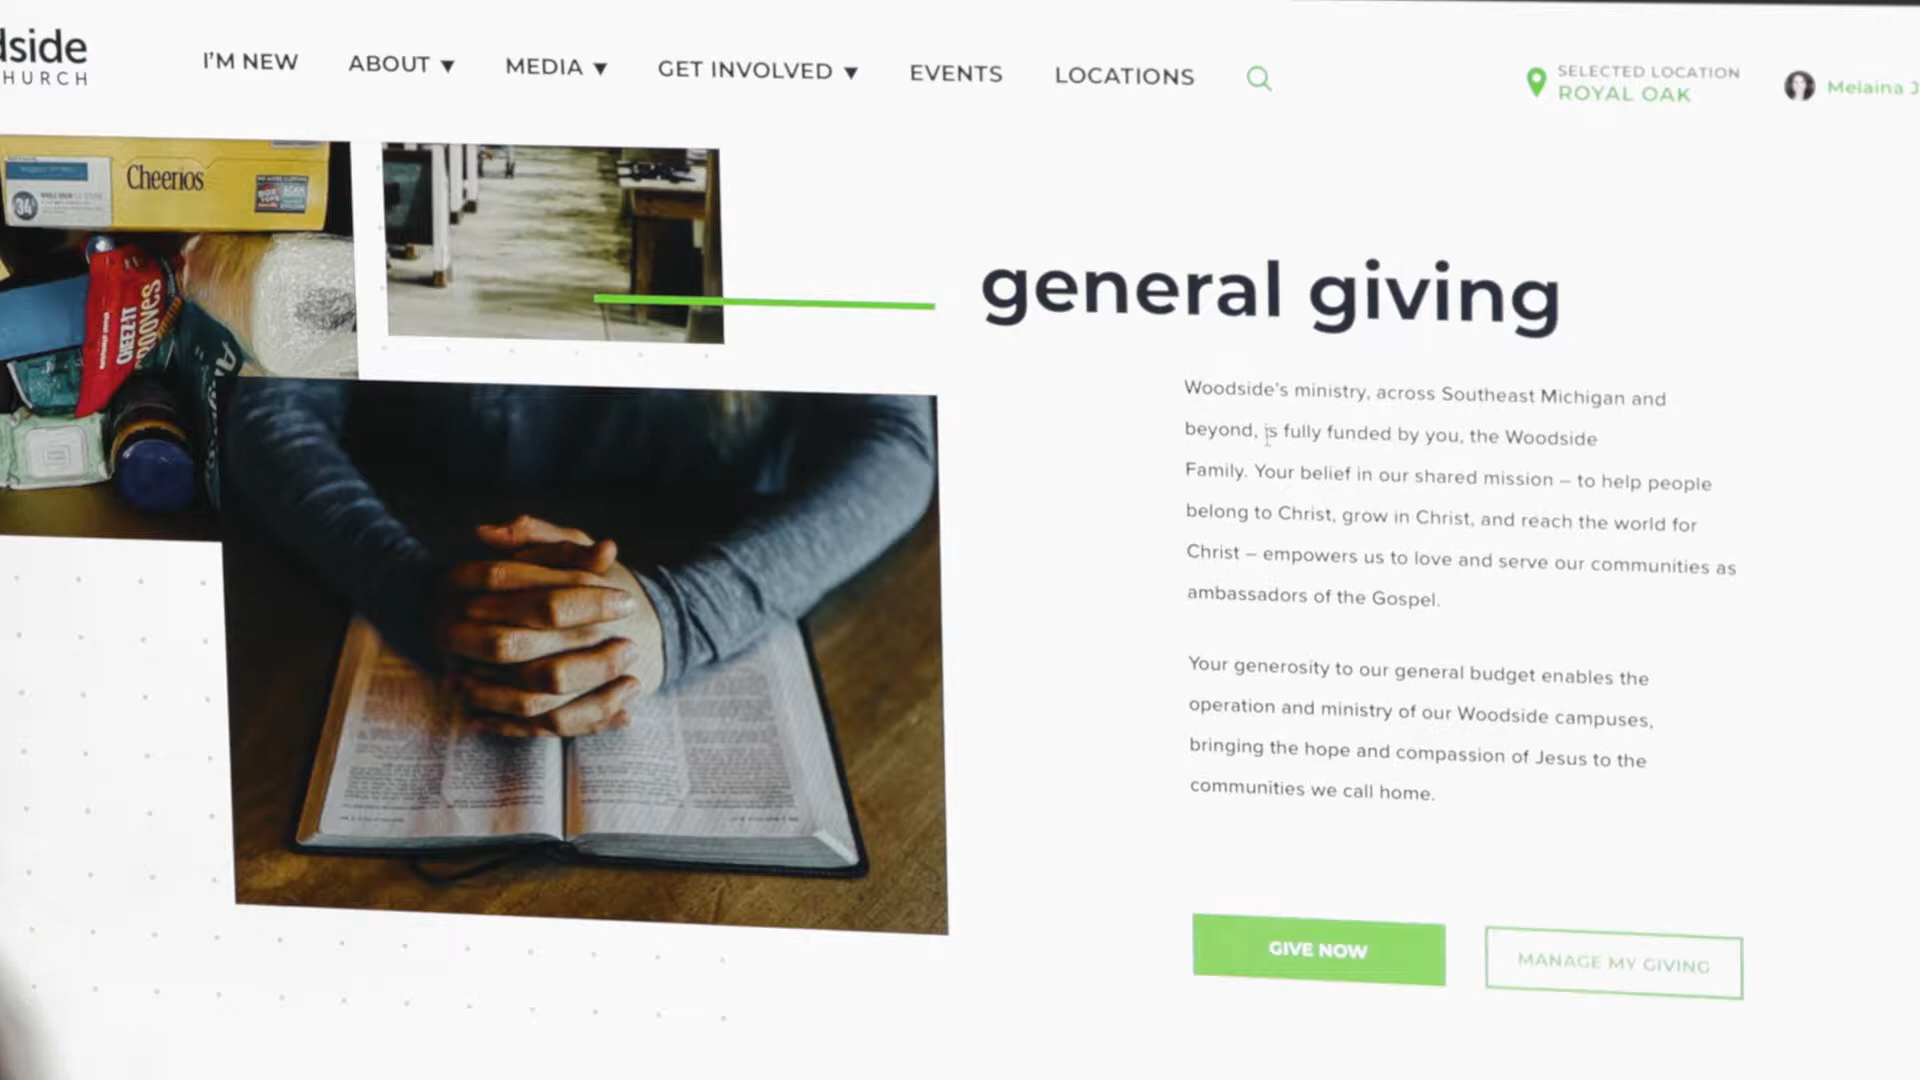 dside
HURCH
I'M NEW
ABOUT ▼
MEDIA ▼
GET INVOLVED ▼
EVENTS
LOCATIONS
SELECTED LOCATION
ROYAL OAK
Melaina J
Cheerios
34
CHEEZ-IT
GROOVES
general giving
Woodside's ministry, across Southeast Michigan and
beyond, is fully funded by you, the Woodside
Family. Your belief in our shared mission – to help people
belong to Christ, grow in Christ, and reach the world for
Christ – empowers us to love and serve our communities as
ambassadors of the Gospel.
Your generosity to our general budget enables the
operation and ministry of our Woodside campuses,
bringing the hope and compassion of Jesus to the
communities we call home.
GIVE NOW
MANAGE MY GIVING